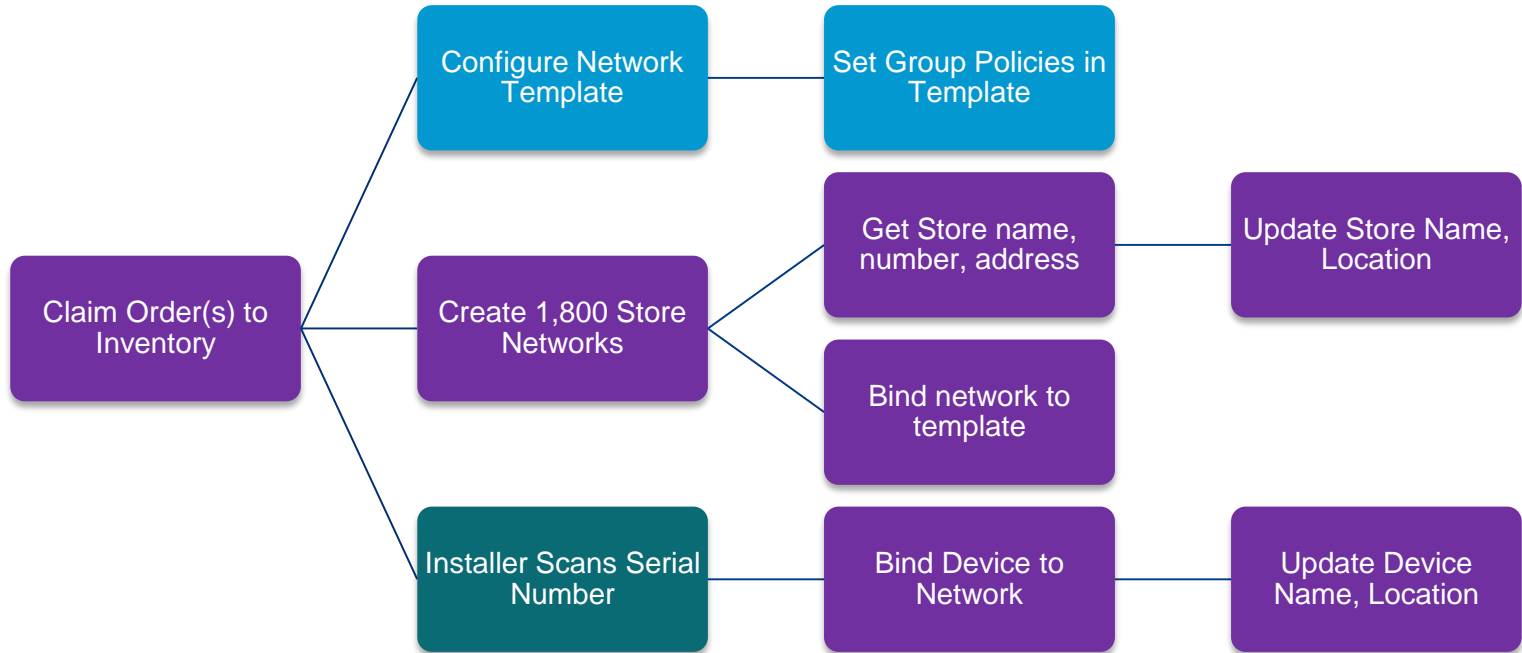 Claim Order(s) to
Inventory
Configure Network
Template
Set Group Policies in
Template
Create 1,800 Store
Networks
Get Store name,
number, address
Update Store Name,
Location
Bind network to
template
Installer Scans Serial
Number
Bind Device to
Network
Update Device
Name, Location